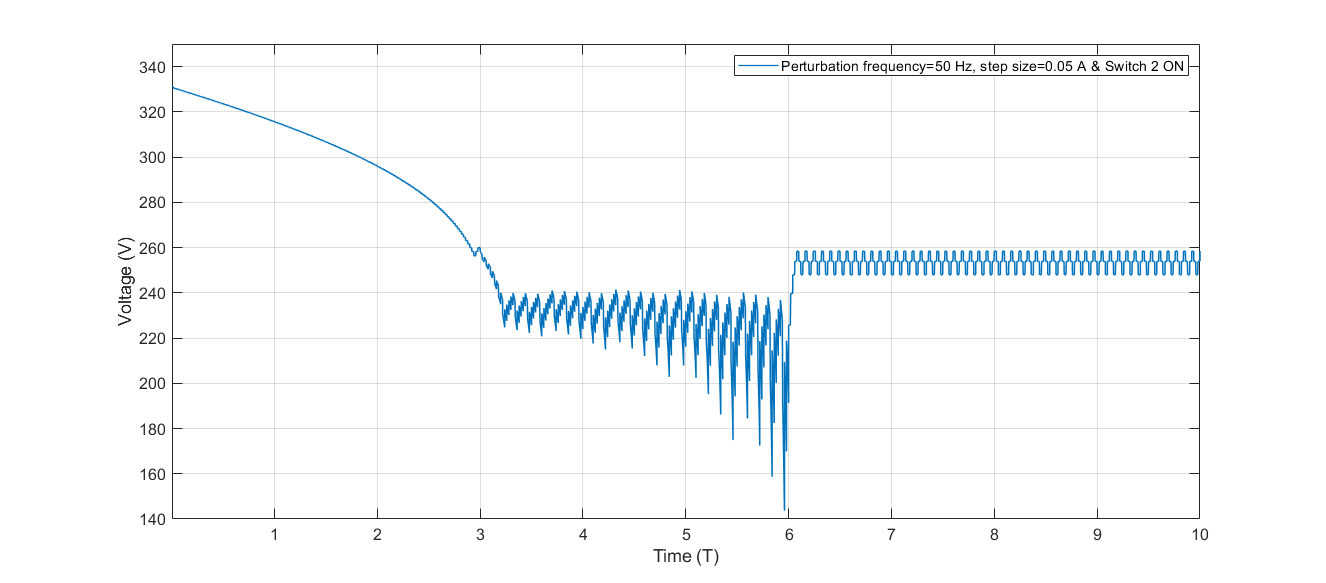 Perturbation frequency=50 Hz, step size=0.05 A & Switch 2 ON
340
320
300
280
260
240
220
200
180
160
140
Voltage (V)
1 2 3 4 5 6 7 8 9 10
Time (T)